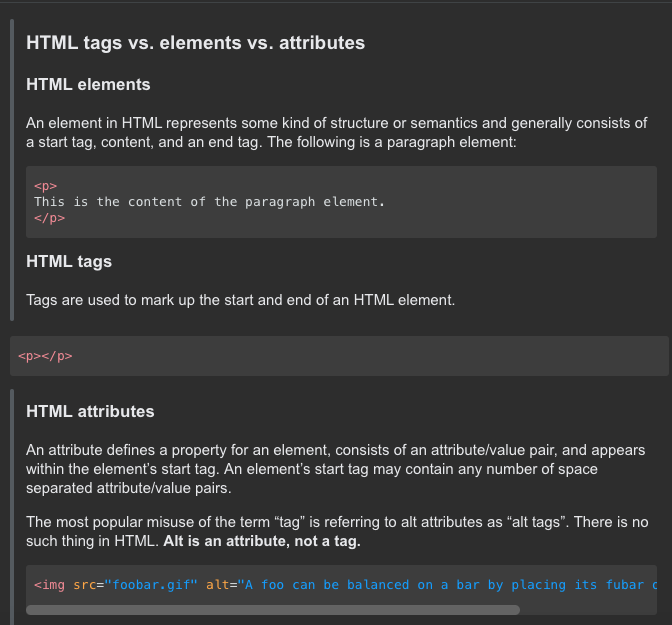 HTML tags vs. elements vs. attributes
HTML elements
An element in HTML represents some kind of structure or semantics and generally consists of
a start tag, content, and an end tag. The following is a paragraph element:
<p>
This is the content of the paragraph element.
</p>
HTML tags
Tags are used to mark up the start and end of an HTML element.
<p></p>
HTML attributes
An attribute defines a property for an element, consists of an attribute/value pair, and appears
within the element’s start tag. An element’s start tag may contain any number of space
separated attribute/value pairs.
The most popular misuse of the term “tag” is referring to alt attributes as “alt tags”. There is no
such thing in HTML. Alt is an attribute, not a tag.
<img src="foobar.gif" alt="A foo can be balanced on a bar by placing its fubar